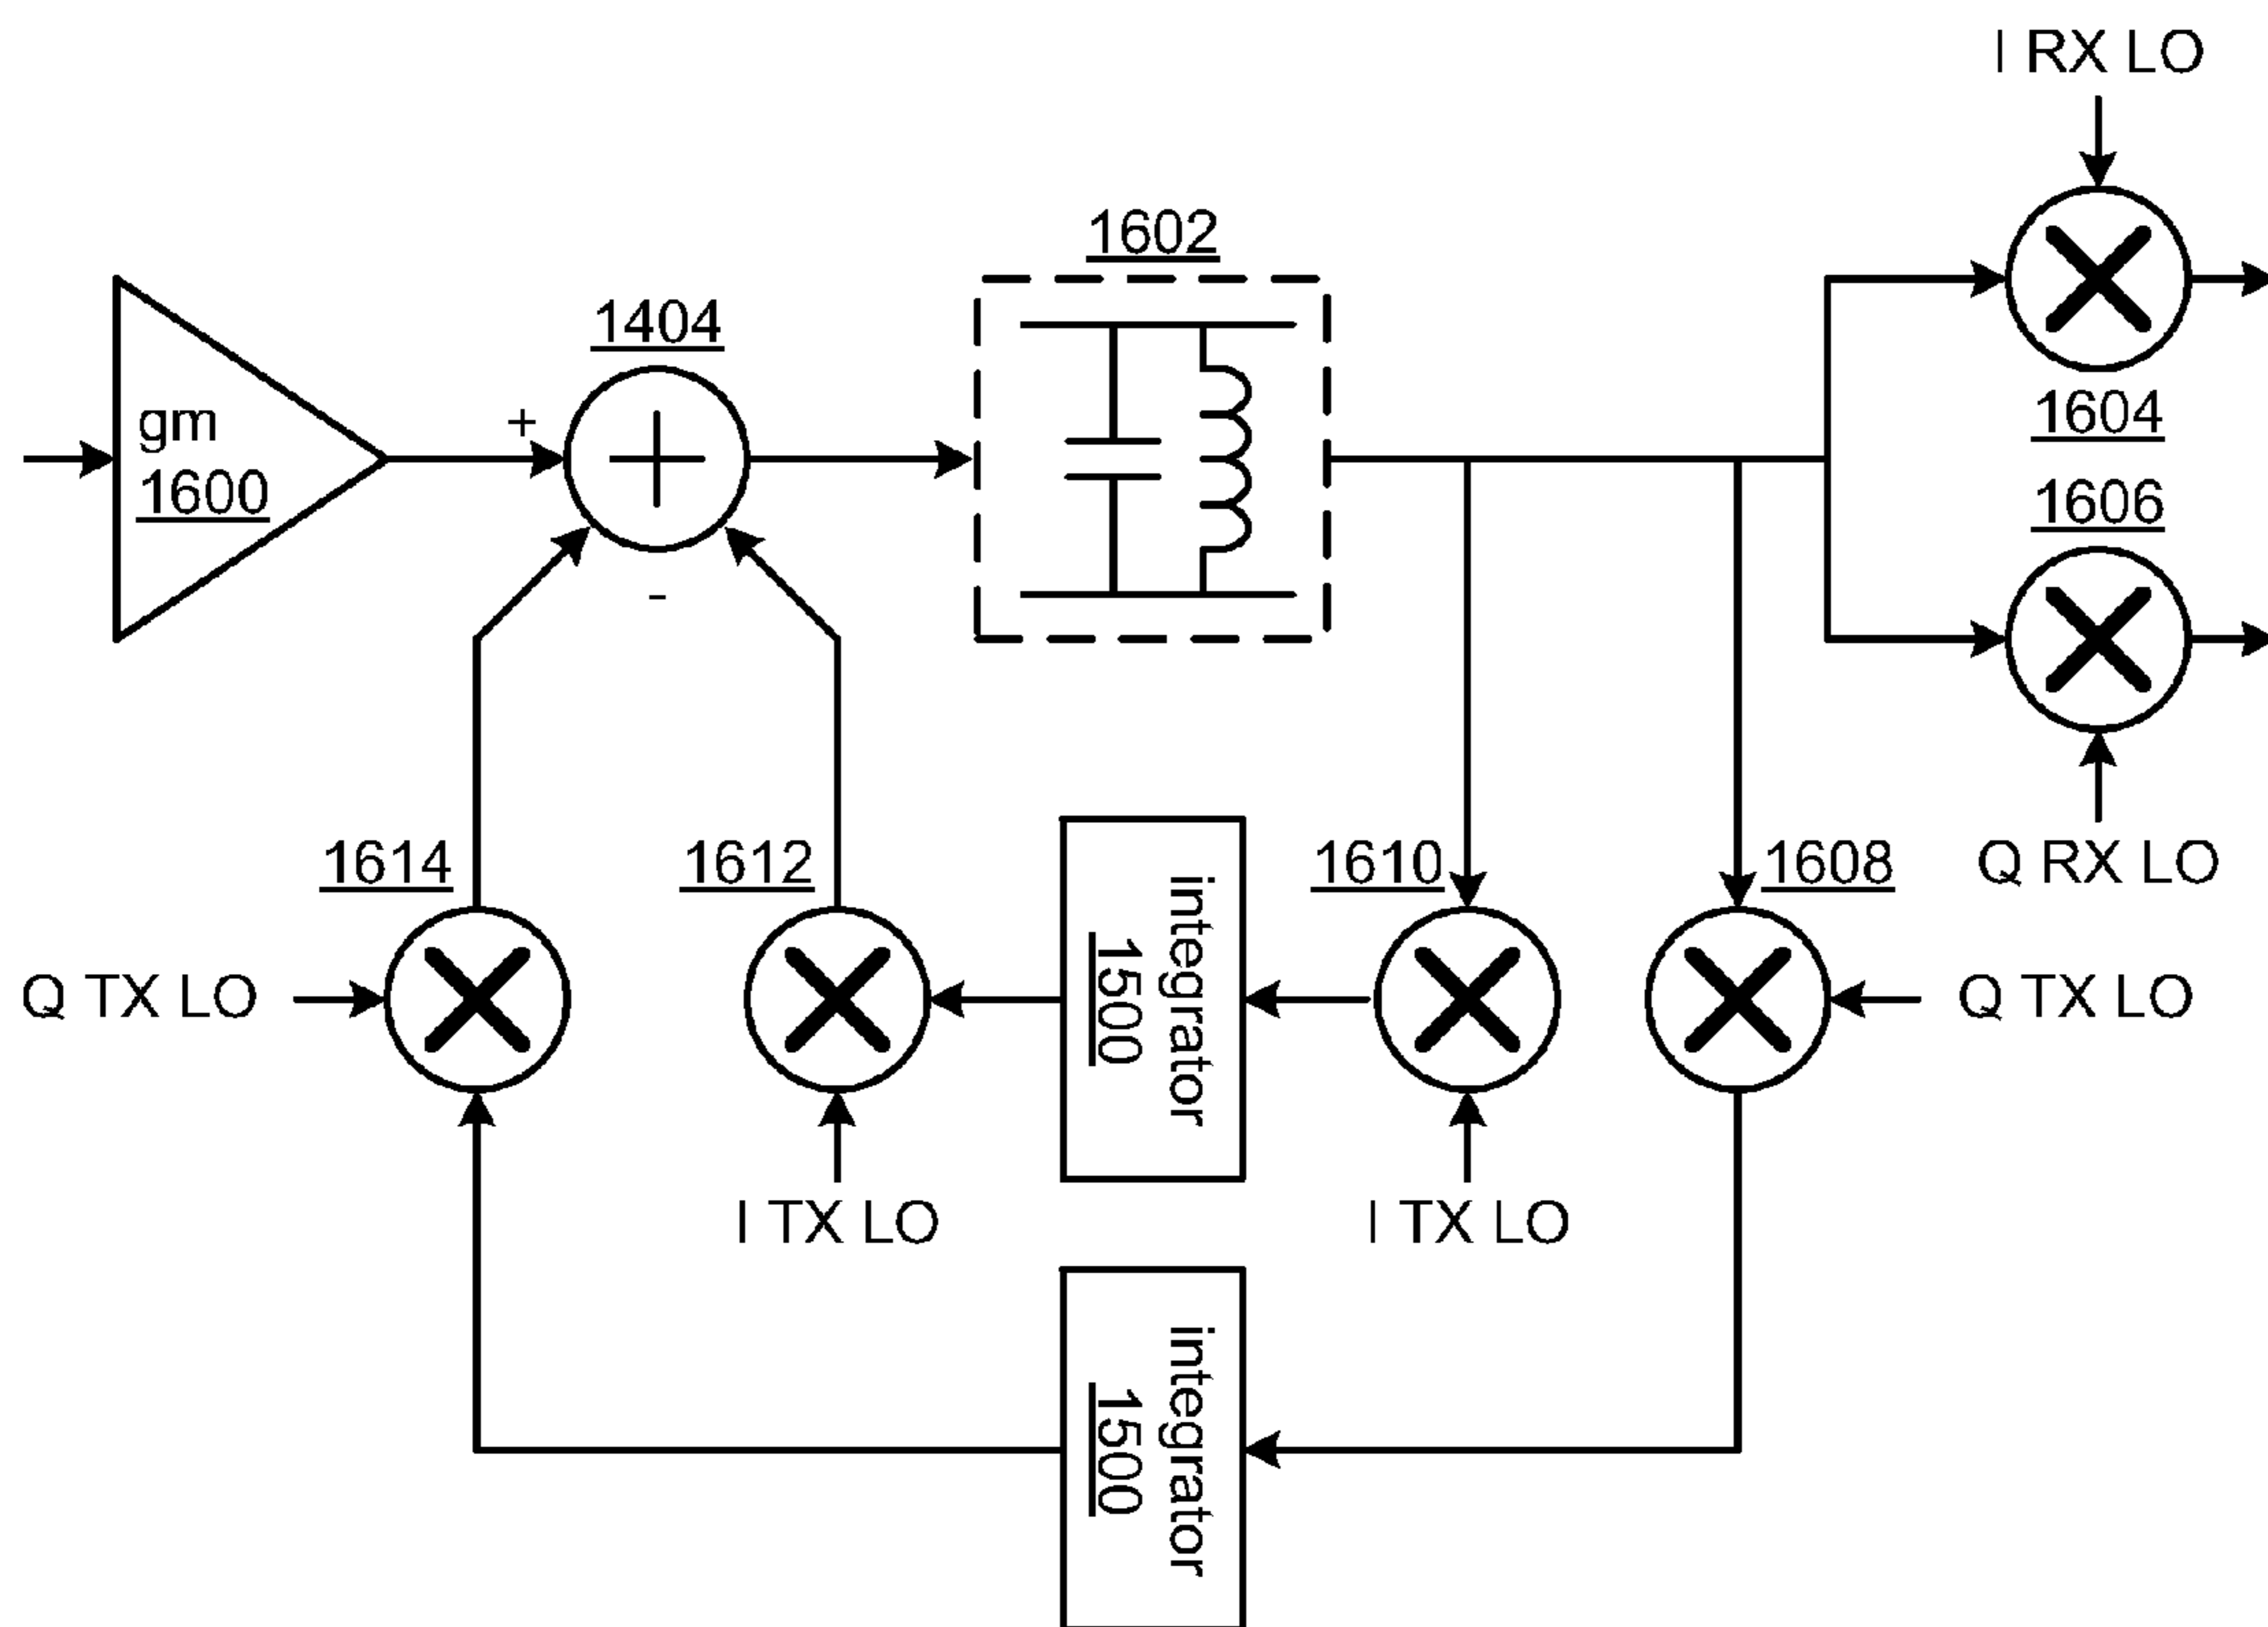 I RX LO
1602
1404
gm
1600
+
-
1604
1606
Q RX LO
1614
1612
1610
1608
integrator
1500
Q TX LO
Q TX LO
I TX LO
I TX LO
integrator
1500